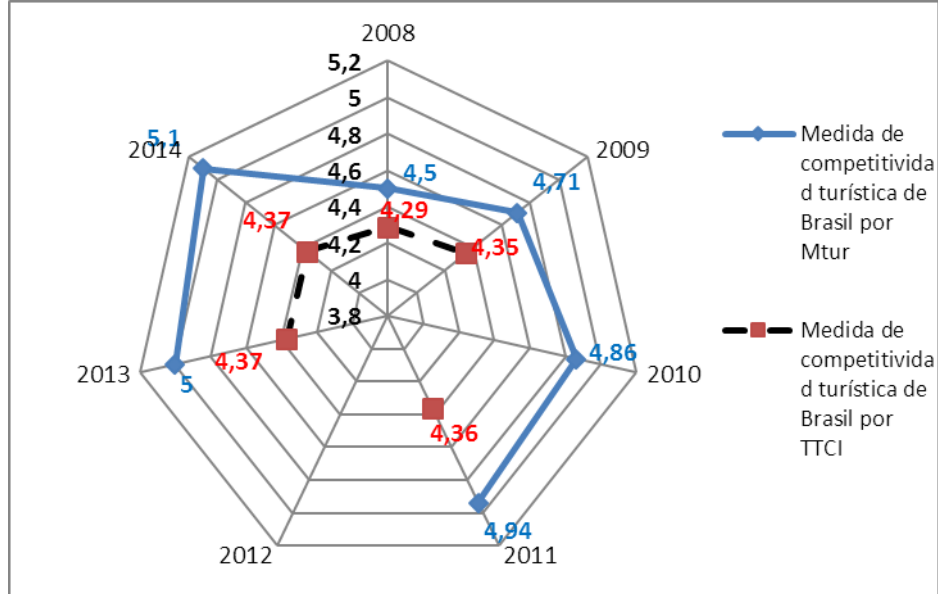 2008
5,2
5
4,8
4,6
4,4
4,2
4
3,8
2009
2010
2011
2012
2013
2014
4,5
4,71
4,86
4,94
5
5,1
4,29
4,35
4,36
4,37
4,37
Medida de
competitivida
d turística de
Brasil por
Mtur
Medida de
competitivida
d turística de
Brasil por
TTCI